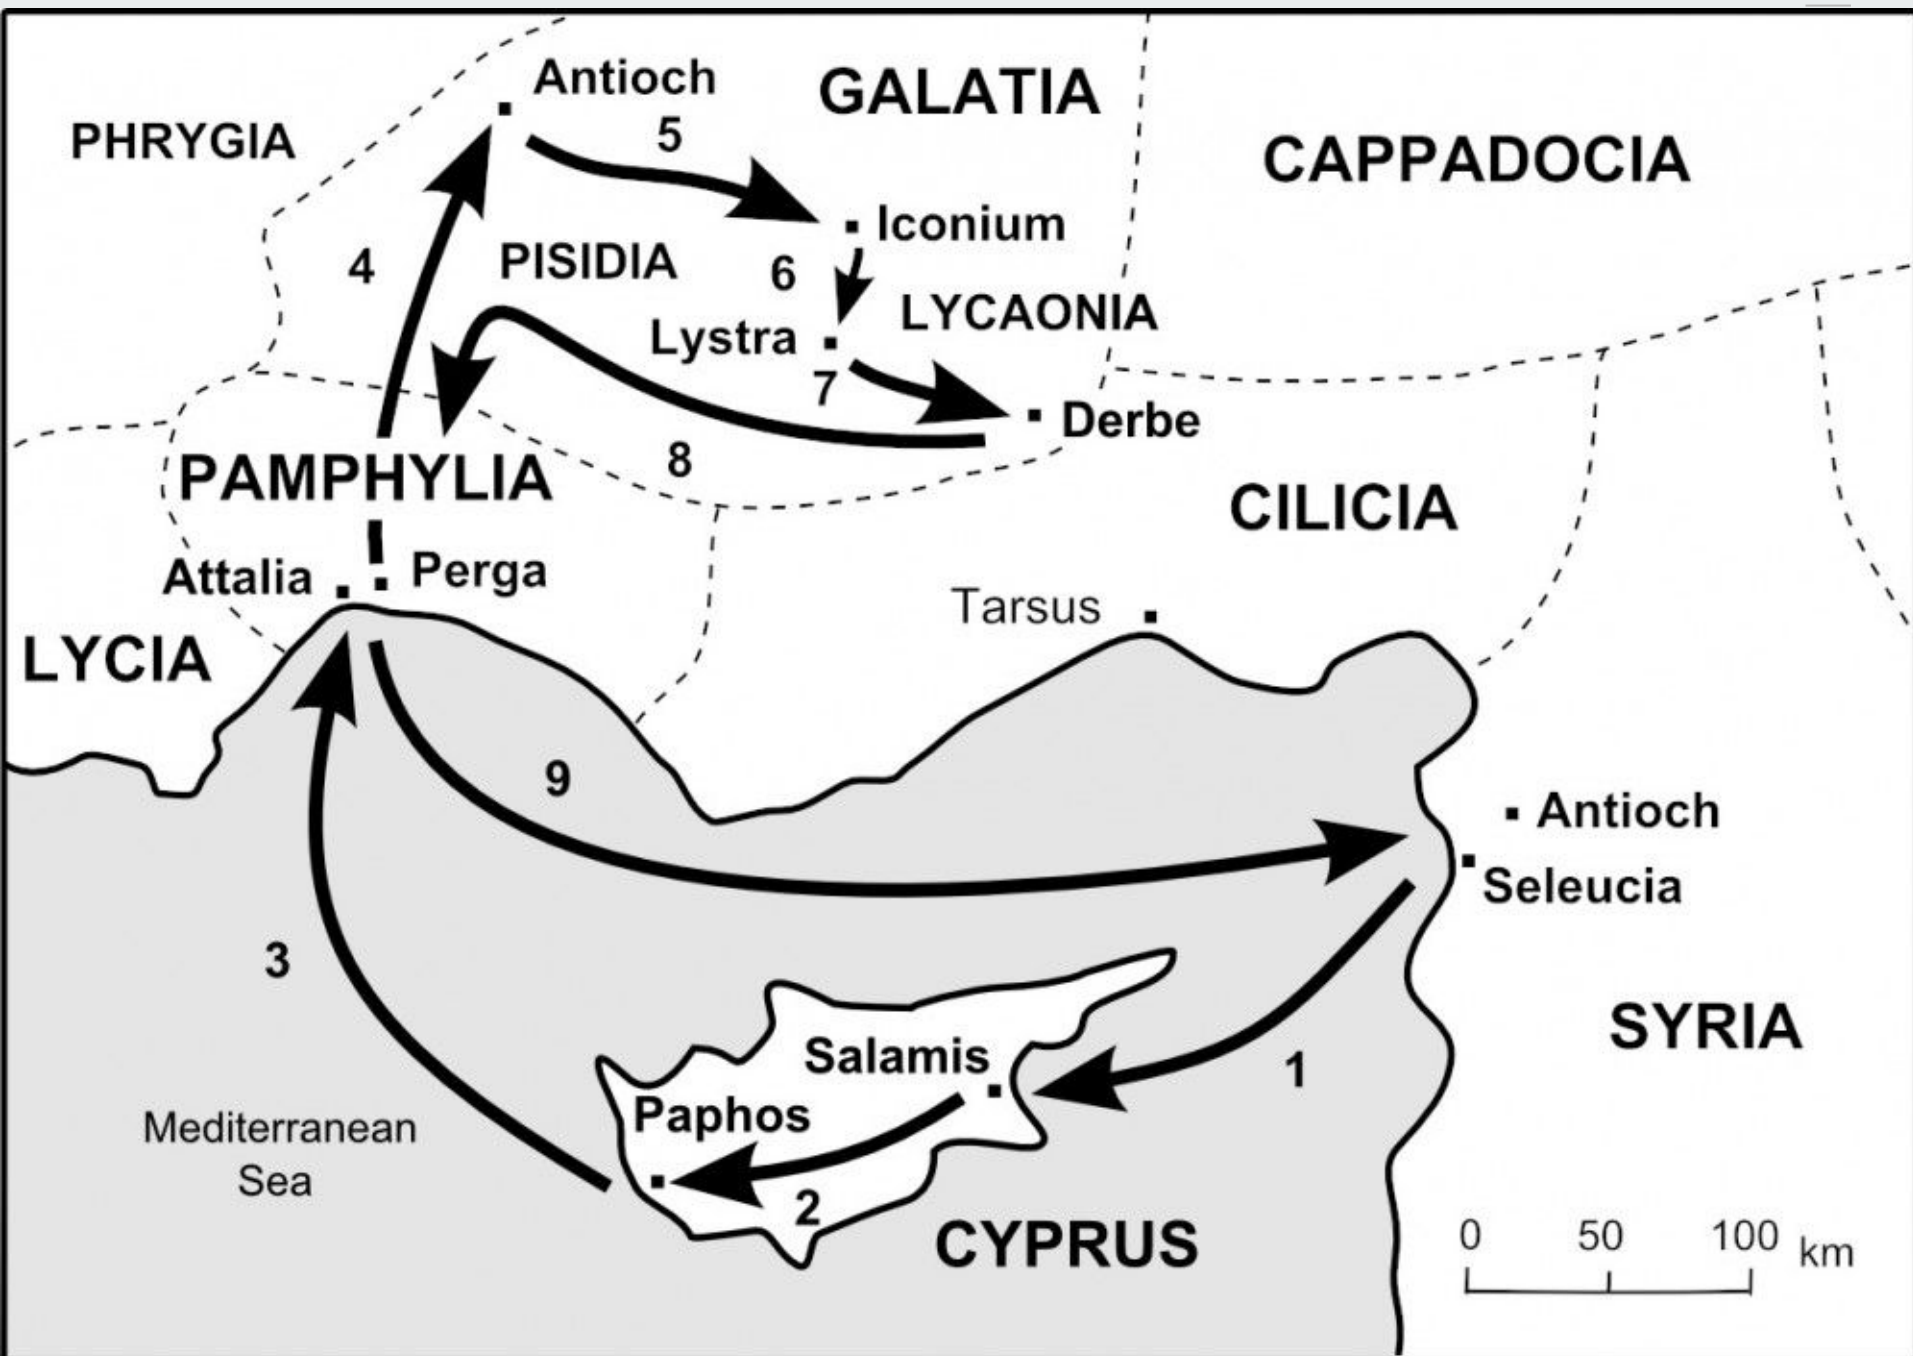 Antioch
GALATIA
PHRYGIA
5
CAPPADOCIA
Iconium
4
PISIDIA
6
LYCAONIA
Lystra
7
Derbe
8
PAMPHYLIA
CILICIA
Attalia
Perga
Tarsus
LYCIA
9
Antioch
Seleucia
3
SYRIA
Salamis
1
Paphos
Mediterranean
Sea
2
CYPRUS
0 50 100 km